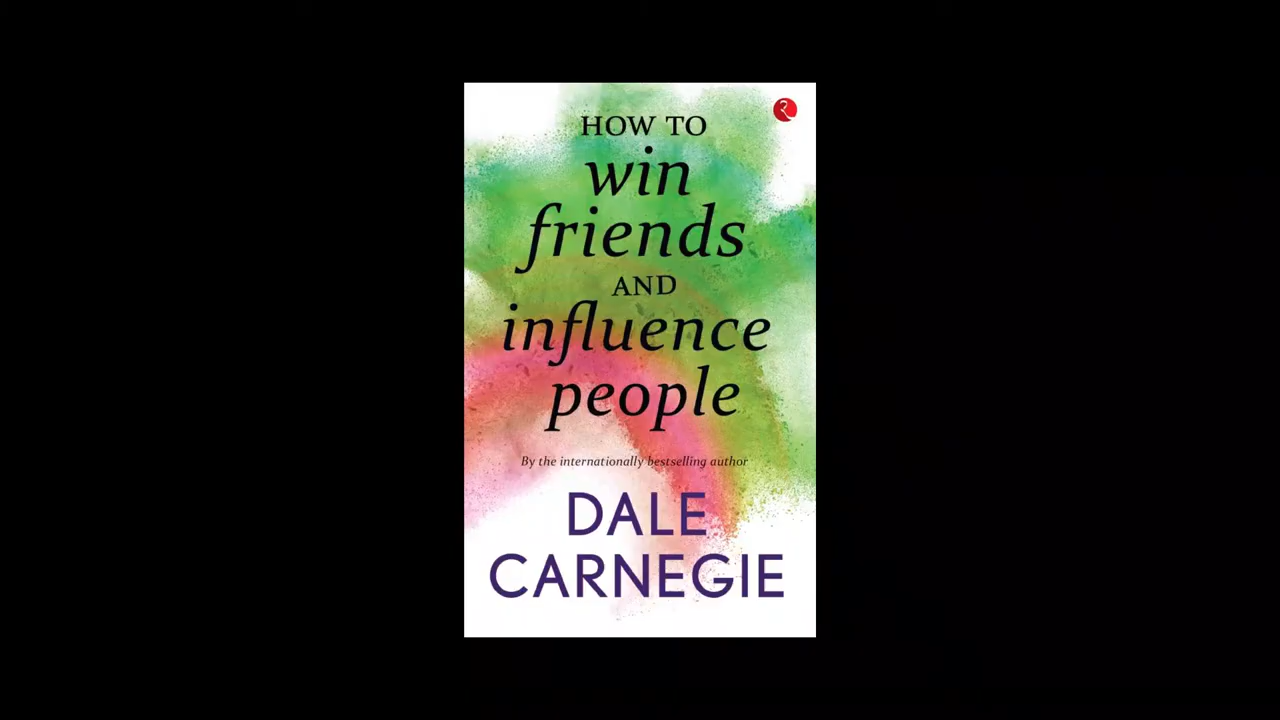 HOW TO
win
friends
AND
influence
people
By the internationally bestselling author
DALE
CARNEGIE